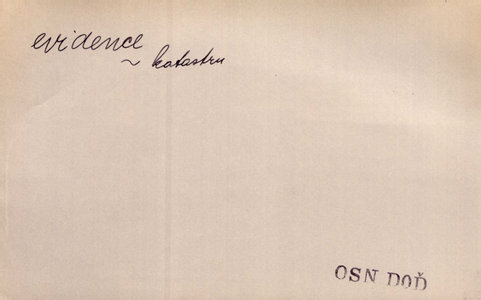 evidence
~ katastru
OSN DOĎ